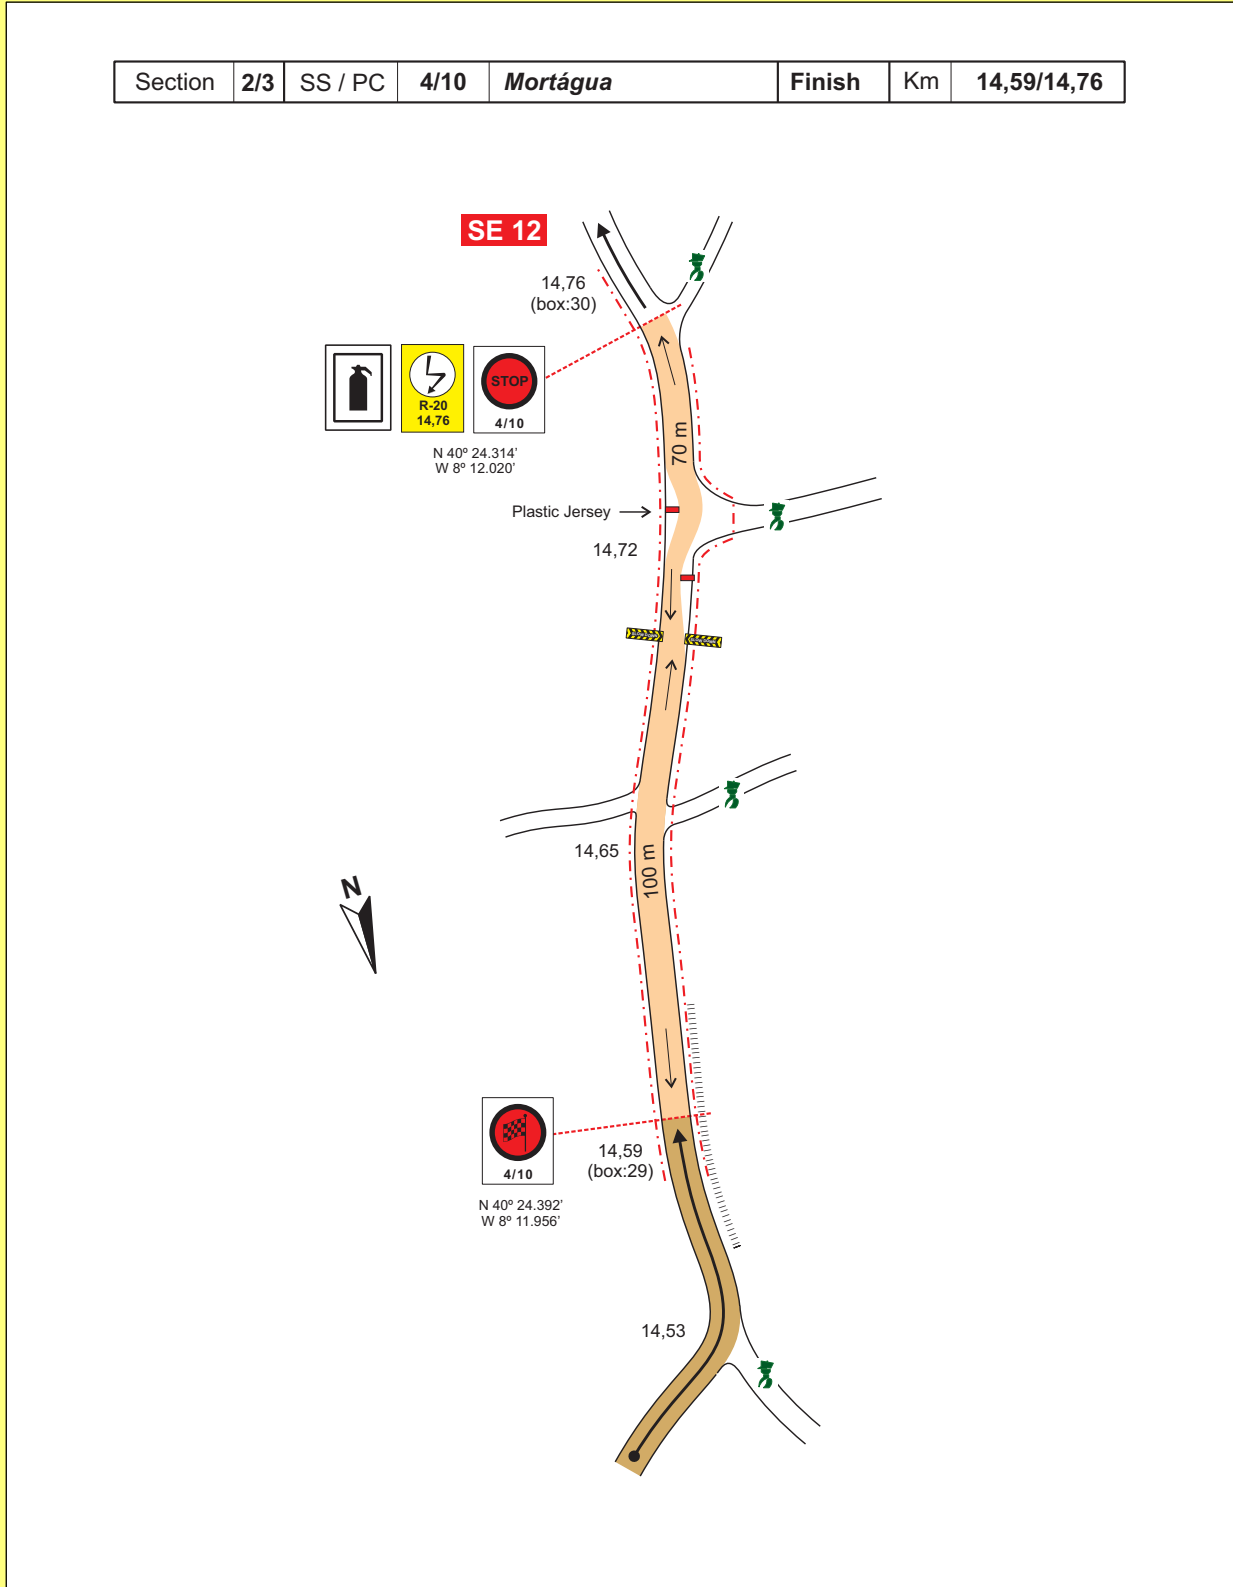 Section 2/3 SS / PC 4/10 Mortágua Finish Km 14,59/14,76
SE 12
14,76
(box:30)
R-20
14,76
STOP
4/10
N 40º 24.314'
W 8º 12.020'
70 m
Plastic Jersey
14,72
14,65
100 m
N
4/10
14,59
(box:29)
N 40º 24.392'
W 8º 11.956'
14,53